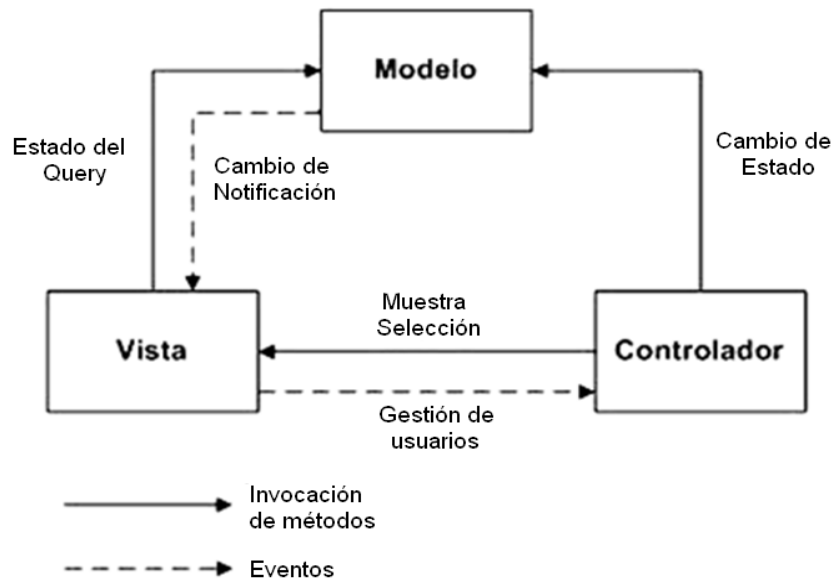 Modelo
Estado del
Query
Cambio de
Notificación
Cambio de
Estado
Muestra
Selección
Vista
Controlador
Gestión de
usuarios
Invocación
de métodos
Eventos